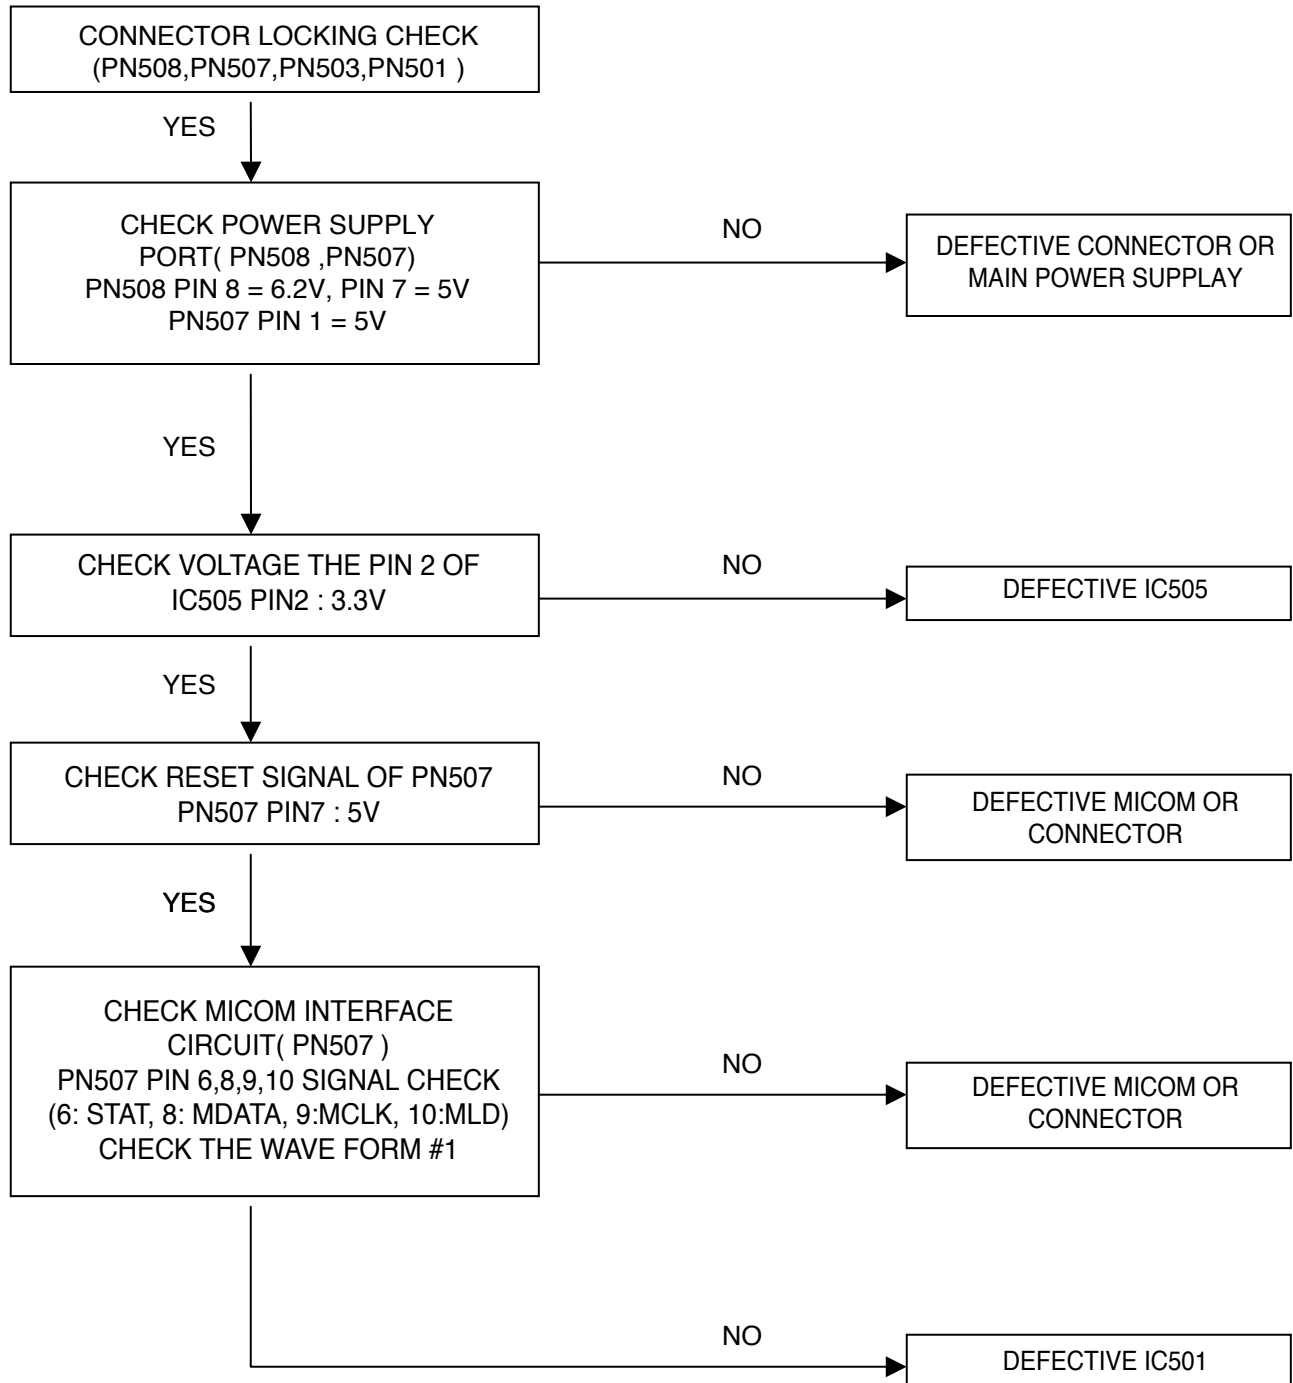 CONNECTOR LOCKING CHECK
(PN508,PN507,PN503,PN501 )
YES
CHECK POWER SUPPLY
PORT( PN508 ,PN507)
PN508 PIN 8 = 6.2V, PIN 7 = 5V
PN507 PIN 1 = 5V
NO
DEFECTIVE CONNECTOR OR
MAIN POWER SUPPLAY
YES
CHECK VOLTAGE THE PIN 2 OF
IC505 PIN2 : 3.3V
NO
DEFECTIVE IC505
YES
CHECK RESET SIGNAL OF PN507
PN507 PIN7 : 5V
NO
DEFECTIVE MICOM OR
CONNECTOR
YES
CHECK MICOM INTERFACE
CIRCUIT( PN507 )
PN507 PIN 6,8,9,10 SIGNAL CHECK
(6: STAT, 8: MDATA, 9:MCLK, 10:MLD)
CHECK THE WAVE FORM #1
NO
DEFECTIVE MICOM OR
CONNECTOR
NO
DEFECTIVE IC501